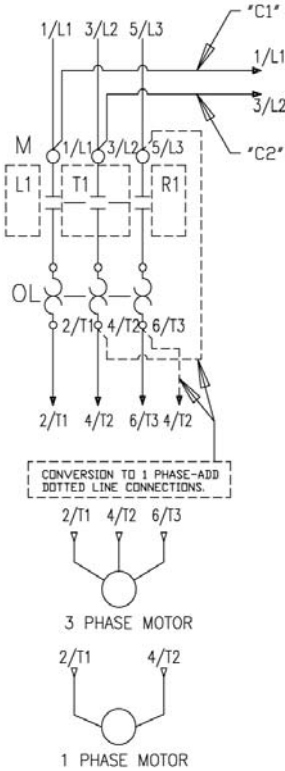 "C1"
1/L1 3/L2 5/L3
1/L1
3/L2
M 1/L1 3/L2 5/L3
"C2"
L1 T1 R1
OL
2/T1 4/T2 6/T3
2/T1 4/T2 6/T3 4/T2
CONVERSION TO 1 PHASE-ADD
DOTTED LINE CONNECTIONS.
2/T1 4/T2 6/T3
3 PHASE MOTOR
2/T1 4/T2
1 PHASE MOTOR